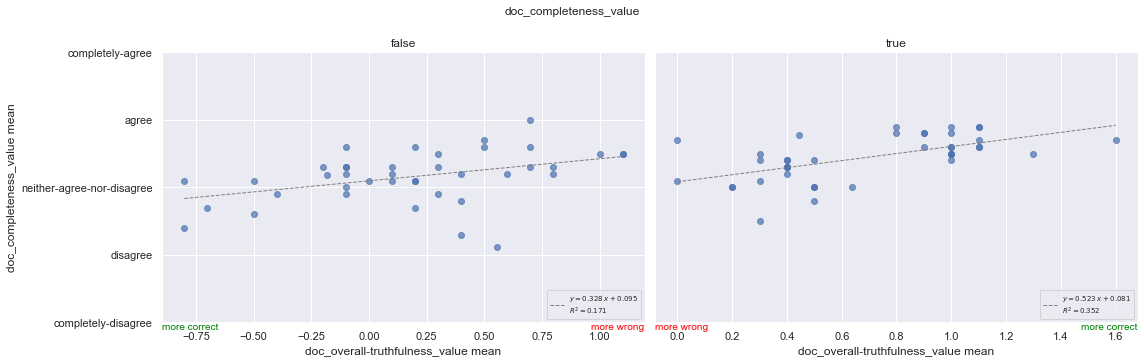 doc_completeness_value
false
true
completely-agree
agree
neither-agree-nor-disagree
disagree
completely-disagree
doc_completeness_value mean
y = 0.328 x + 0.095
R² = 0.171
y = 0.523 x + 0.081
R² = 0.352
more correct
more wrong
more wrong
more correct
−0.75 −0.50 −0.25 0.00 0.25 0.50 0.75 1.00
0.0 0.2 0.4 0.6 0.8 1.0 1.2 1.4 1.6
doc_overall-truthfulness_value mean
doc_overall-truthfulness_value mean